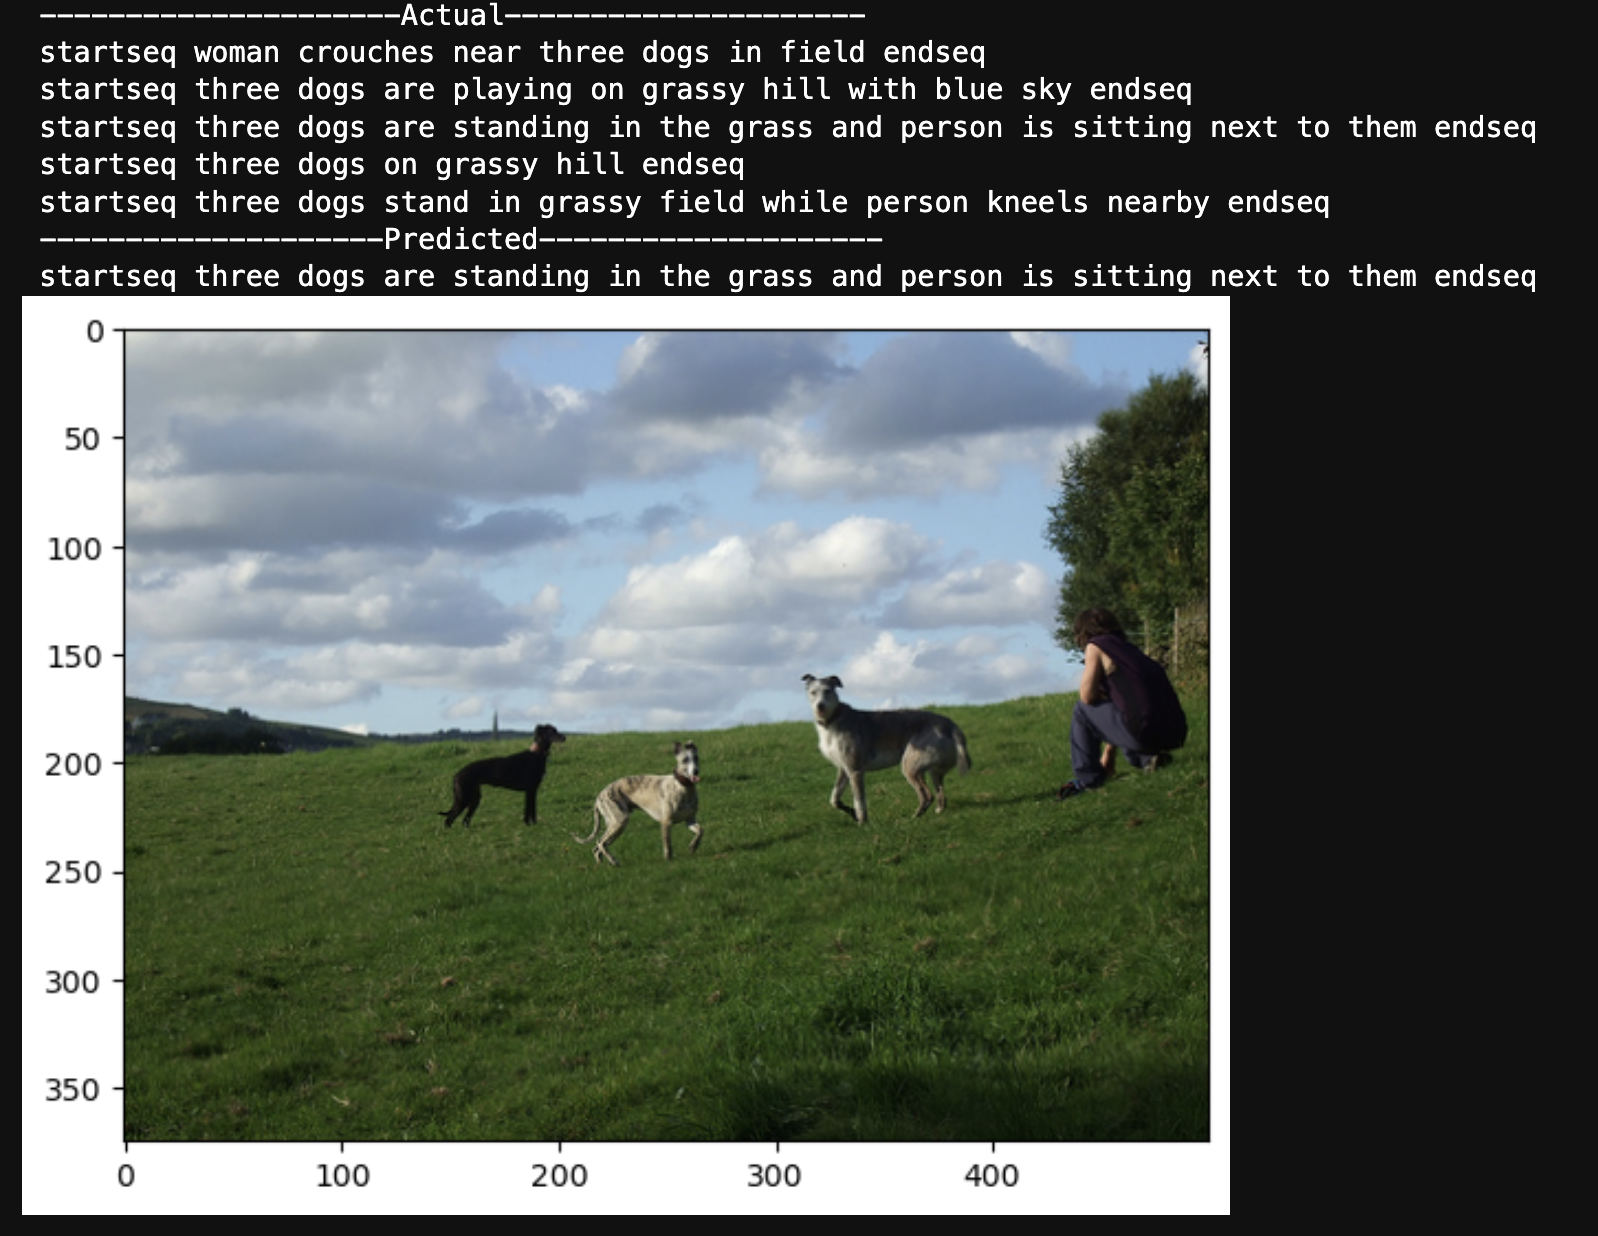 ---------------------Actual---------------------
startseq woman crouches near three dogs in field endseq
startseq three dogs are playing on grassy hill with blue sky endseq
startseq three dogs are standing in the grass and person is sitting next to them endseq
startseq three dogs on grassy hill endseq
startseq three dogs stand in grassy field while person kneels nearby endseq
--------------------Predicted--------------------
startseq three dogs are standing in the grass and person is sitting next to them endseq
0
50
100
150
200
250
300
350
0 100 200 300 400